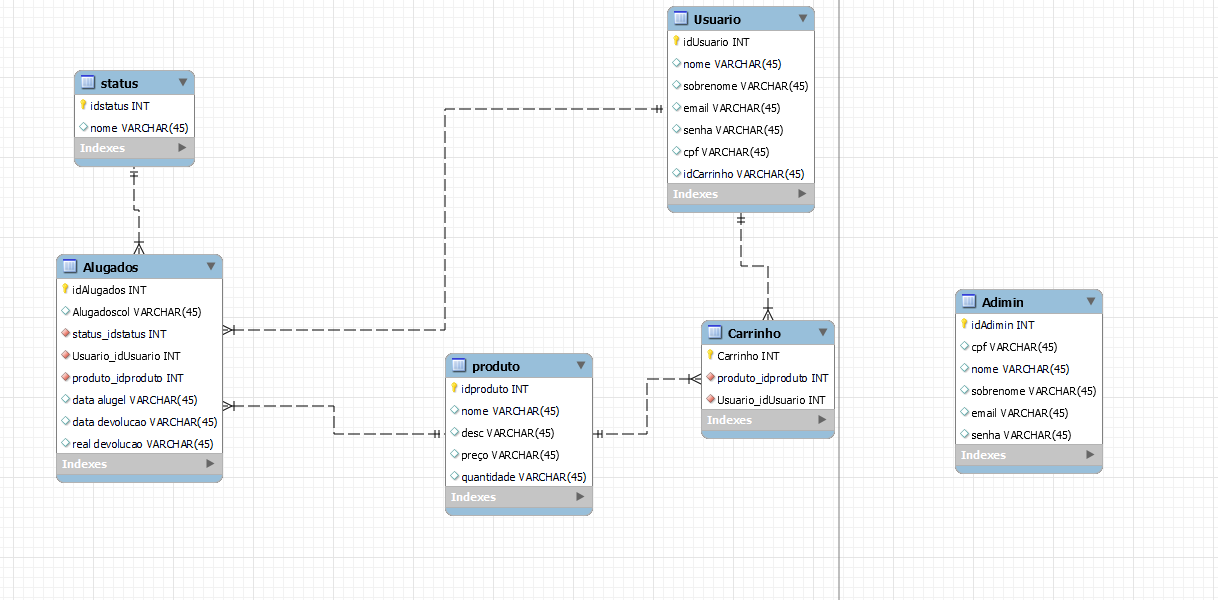 Usuario
idUsuario INT
nome VARCHAR(45)
sobrenome VARCHAR(45)
email VARCHAR(45)
senha VARCHAR(45)
cpf VARCHAR(45)
idCarrinho VARCHAR(45)
Indexes
status
idstatus INT
nome VARCHAR(45)
Indexes
Alugados
idAlugados INT
Alugadoscol VARCHAR(45)
status_idstatus INT
Usuario_idUsuario INT
produto_idproduto INT
data alugel VARCHAR(45)
data devolucao VARCHAR(45)
real devolucao VARCHAR(45)
Indexes
produto
idproduto INT
nome VARCHAR(45)
desc VARCHAR(45)
preço VARCHAR(45)
quantidade VARCHAR(45)
Indexes
Carrinho
Carrinho INT
produto_idproduto INT
Usuario_idUsuario INT
Indexes
Adimin
idAdimin INT
cpf VARCHAR(45)
nome VARCHAR(45)
sobrenome VARCHAR(45)
email VARCHAR(45)
senha VARCHAR(45)
Indexes